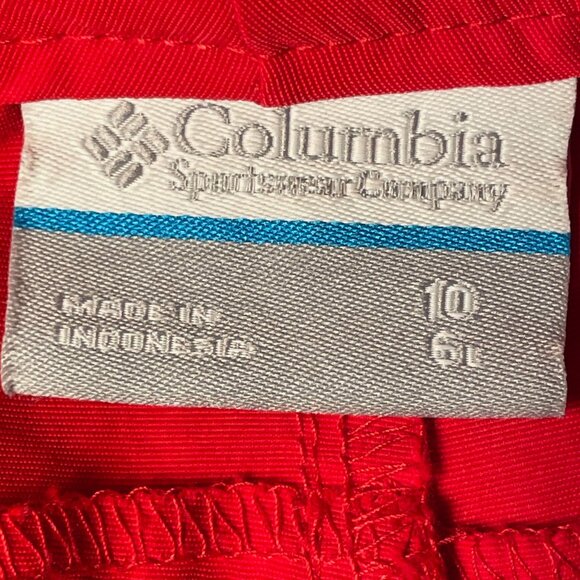 Columbia
Sportswear Company
MADE IN
INDONESIA
10
6L